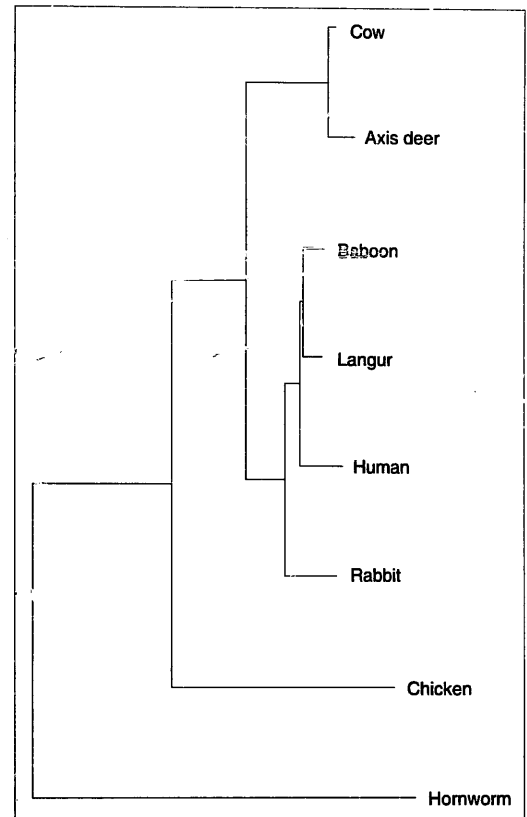 Cow
Axis deer
Baboon
Langur
Human
Rabbit
Chicken
Hornworm